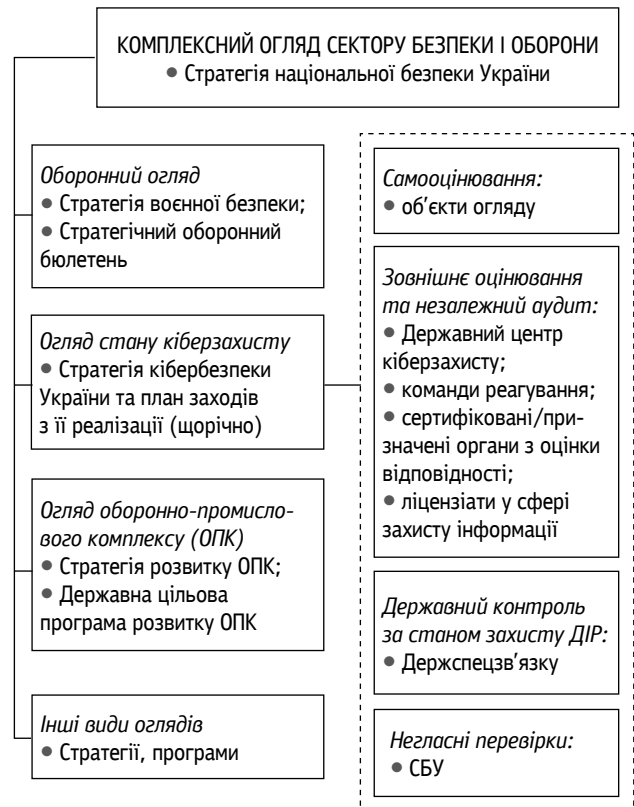 КОМПЛЕКСНИЙ ОГЛЯД СЕКТОРУ БЕЗПЕКИ І ОБОРОНИ
● Стратегія національної безпеки України
Оборонний огляд
● Стратегія воєнної безпеки;
● Стратегічний оборонний
бюлетень
Огляд стану кіберзахисту
● Стратегія кібербезпеки
України та план заходів
з її реалізації (щорічно)
Огляд оборонно-промисло-
вого комплексу (ОПК)
● Стратегія розвитку ОПК;
● Державна цільова
програма розвитку ОПК
Інші види оглядів
● Стратегії, програми
Самооцінювання:
● об’єкти огляду
Зовнішнє оцінювання
та незалежний аудит:
● Державний центр
кіберзахисту;
● команди реагування;
● сертифіковані/при-
значені органи з оцінки
відповідності;
● ліцензіати у сфері
захисту інформації
Державний контроль
за станом захисту ДІР:
● Держспецзв’язку
Негласні перевірки:
● СБУ